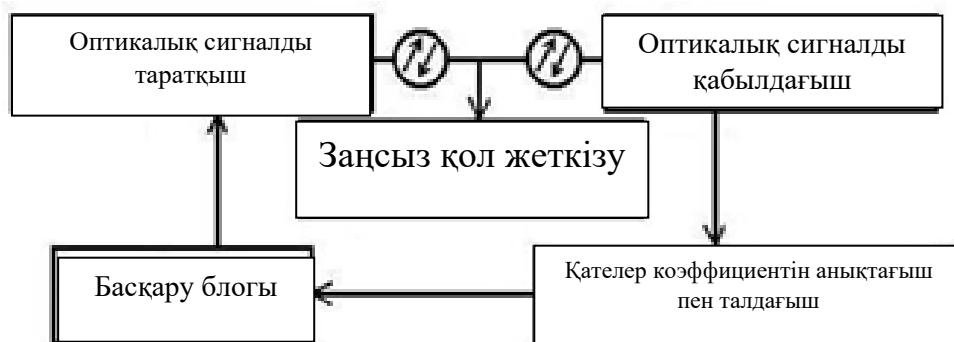 Оптикалық сигналды
таратқыш
Оптикалық сигналды
қабылдағыш
Заңсыз қол жеткізу
Басқару блогы
Қателер коэффициентін анықтағыш
пен талдағыш